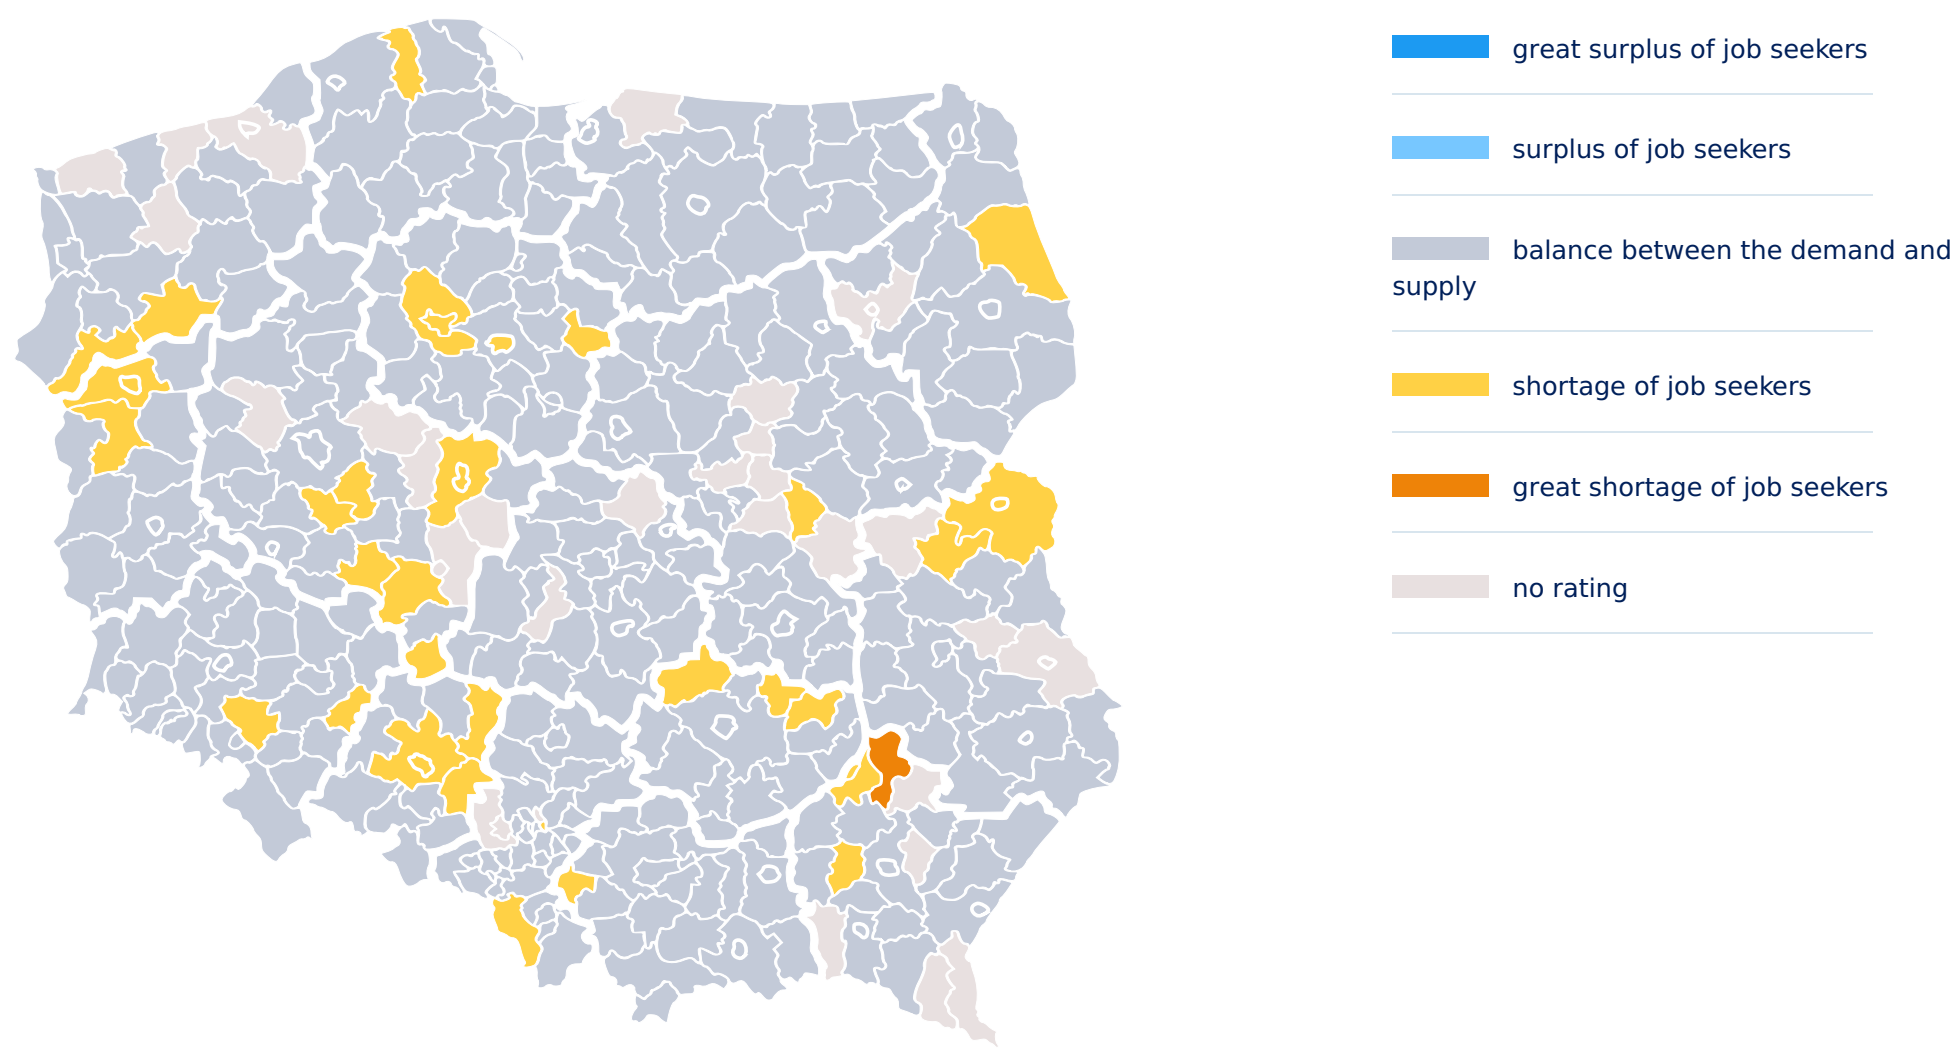 great surplus of job seekers
surplus of job seekers
balance between the demand and
supply
shortage of job seekers
great shortage of job seekers
no rating